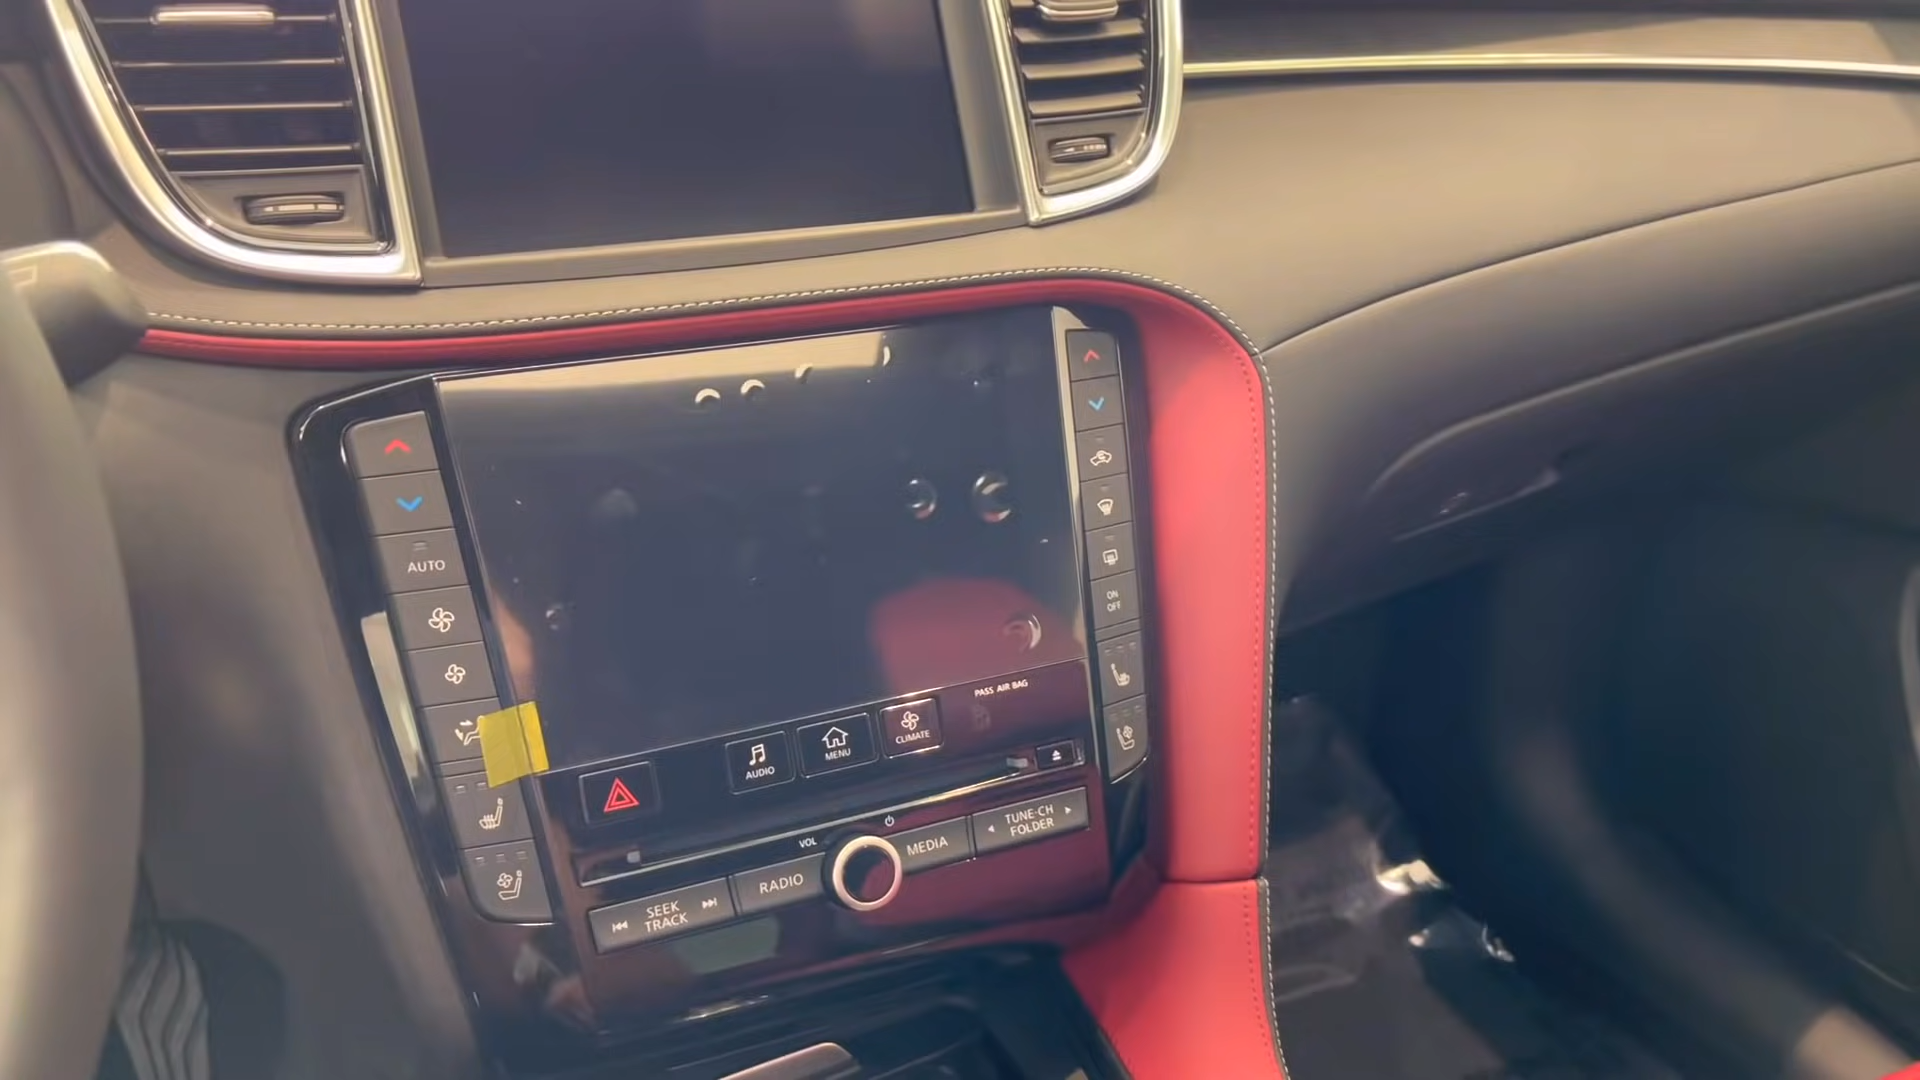 AUTO
ON
OFF
PASS AIR BAG
AUDIO
MENU
CLIMATE
VOL
SEEK
TRACK
RADIO
MEDIA
TUNE·CH
FOLDER